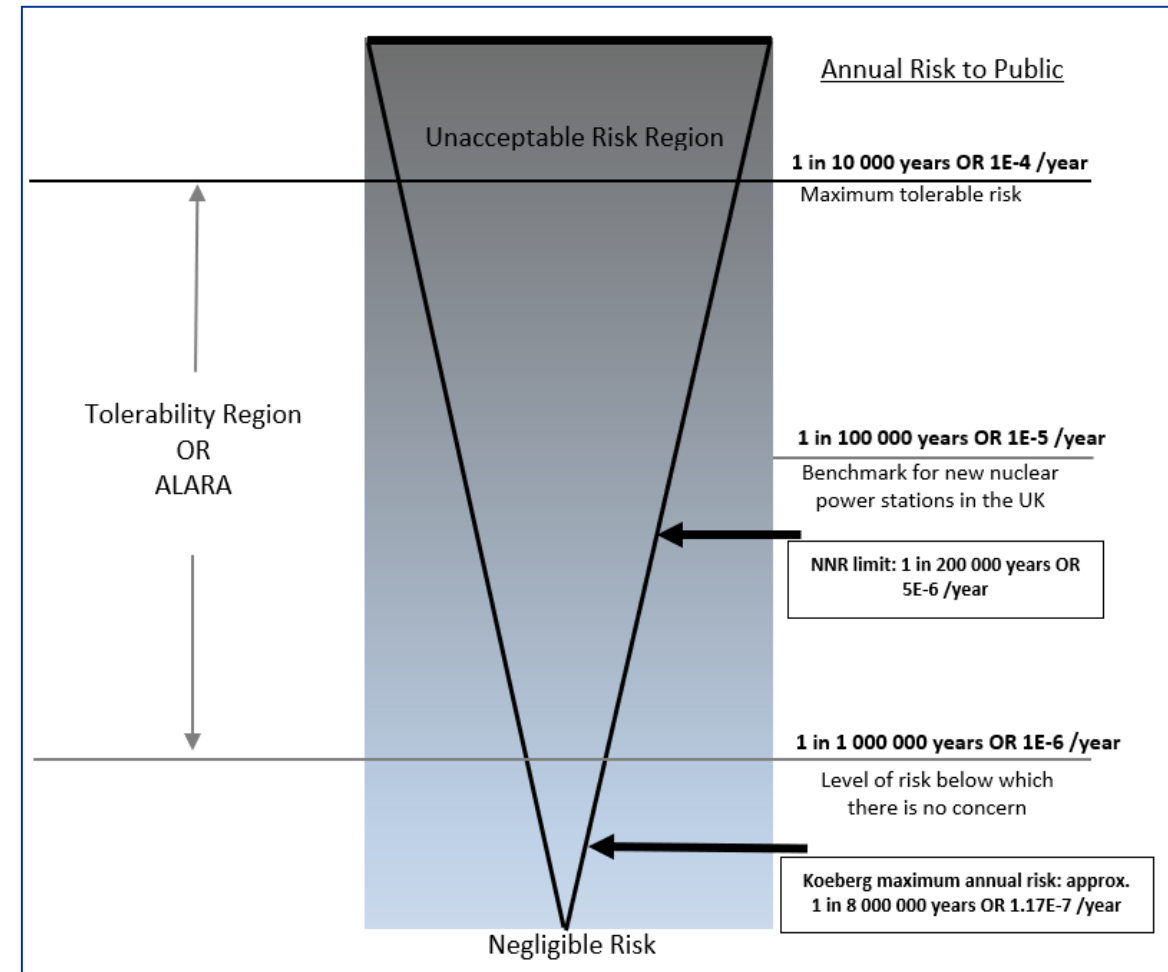 Annual Risk to Public
Unacceptable Risk Region
1 in 10 000 years OR 1E-4 /year
Maximum tolerable risk
Tolerability Region
OR
ALARA
1 in 100 000 years OR 1E-5 /year
Benchmark for new nuclear
power stations in the UK
NNR limit: 1 in 200 000 years OR
5E-6 /year
1 in 1 000 000 years OR 1E-6 /year
Level of risk below which
there is no concern
Koeberg maximum annual risk: approx.
1 in 8 000 000 years OR 1.17E-7 /year
Negligible Risk